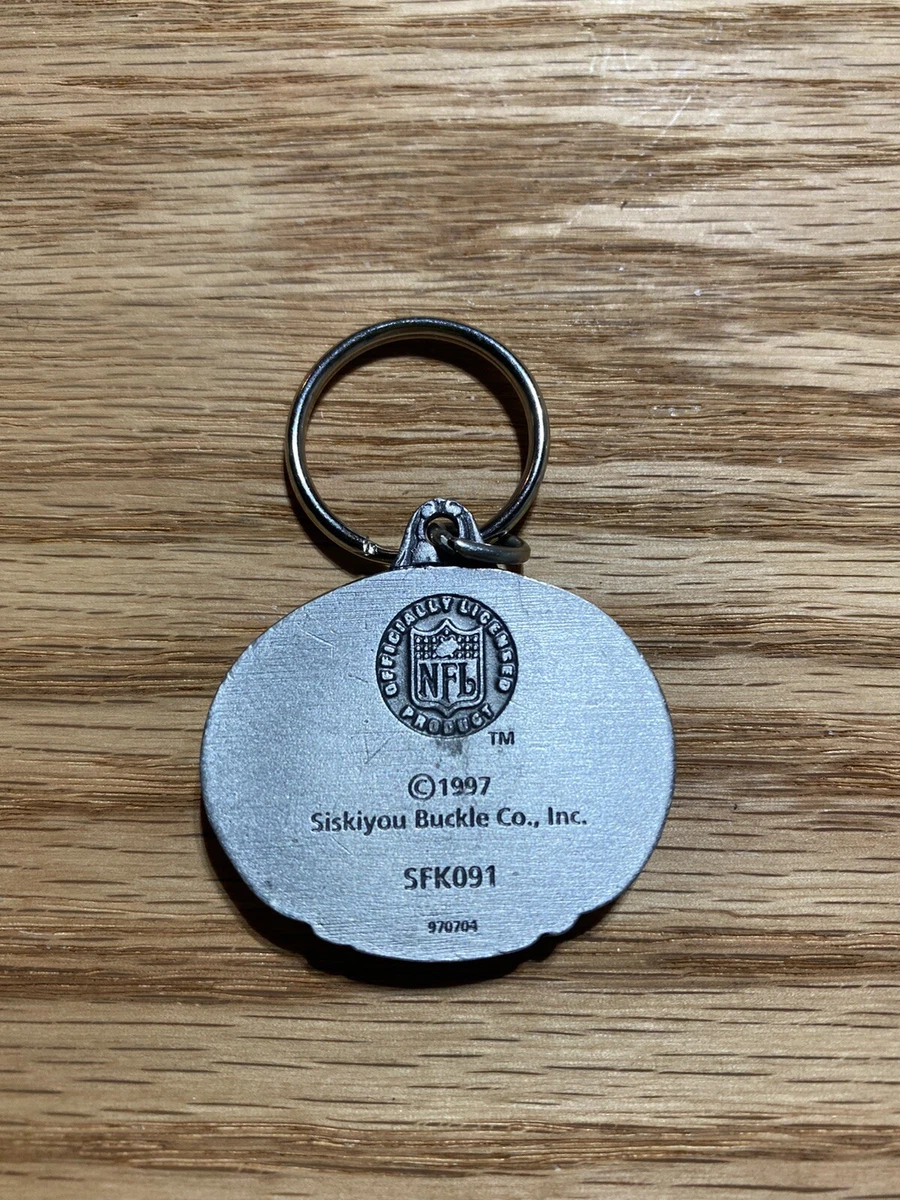 OFFICIALLY LICENSED
NFL
PRODUCT
TM
©1997
Siskiyou Buckle Co., Inc.
SFK091
970704